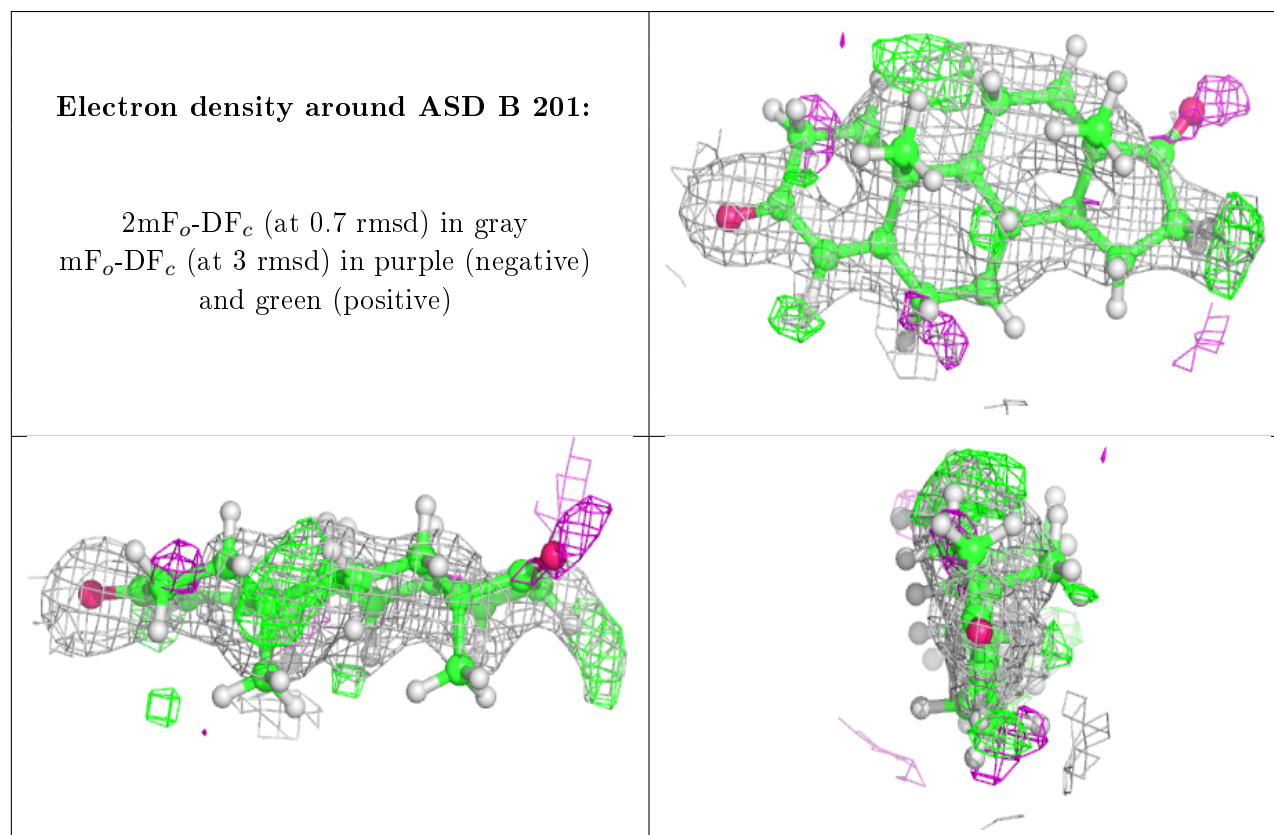 Electron density around ASD B 201:
2mFo-DFc (at 0.7 rmsd) in gray
mFo-DFc (at 3 rmsd) in purple (negative)
and green (positive)